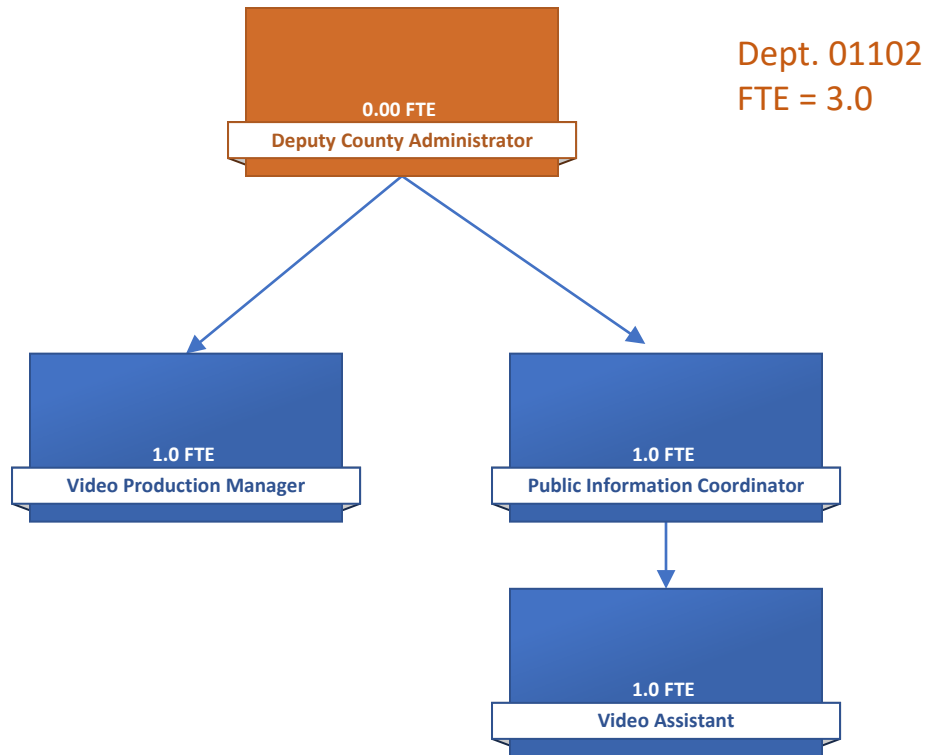 Dept. 01102
FTE = 3.0
0.00 FTE
Deputy County Administrator
1.0 FTE
Video Production Manager
1.0 FTE
Public Information Coordinator
1.0 FTE
Video Assistant